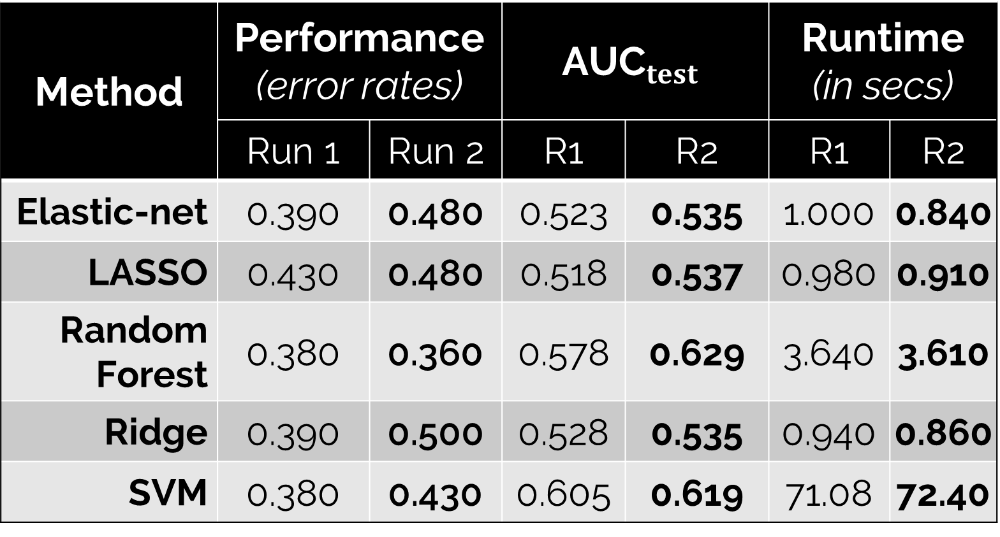 Method Performance AUCtest Runtime
(error rates) (in secs)
Run 1 Run 2 R1 R2 R1 R2
Elastic-net 0.390 0.480 0.523 0.535 1.000 0.840
LASSO 0.430 0.480 0.518 0.537 0.980 0.910
Random
Forest 0.380 0.360 0.578 0.629 3.640 3.610
Ridge 0.390 0.500 0.528 0.535 0.940 0.860
SVM 0.380 0.430 0.605 0.619 71.08 72.40